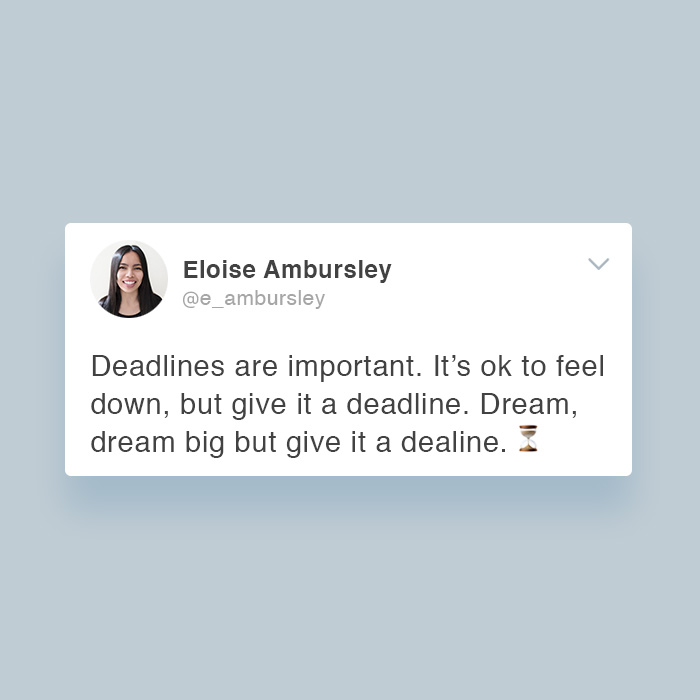 Eloise Ambursley
@e_ambursley
Deadlines are important. It’s ok to feel
down, but give it a deadline. Dream,
dream big but give it a dealine. ⏳